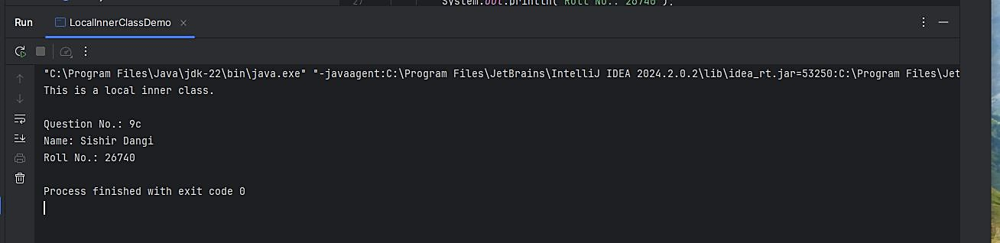 27 System.out.println("Roll No.: 26740");
Run LocalInnerClassDemo
"C:\Program Files\Java\jdk-22\bin\java.exe" "-javaagent:C:\Program Files\JetBrains\IntelliJ IDEA 2024.2.0.2\lib\idea_rt.jar=53250:C:\Program Files\Jet
This is a local inner class.
Question No.: 9c
Name: Sishir Dangi
Roll No.: 26740
Process finished with exit code 0